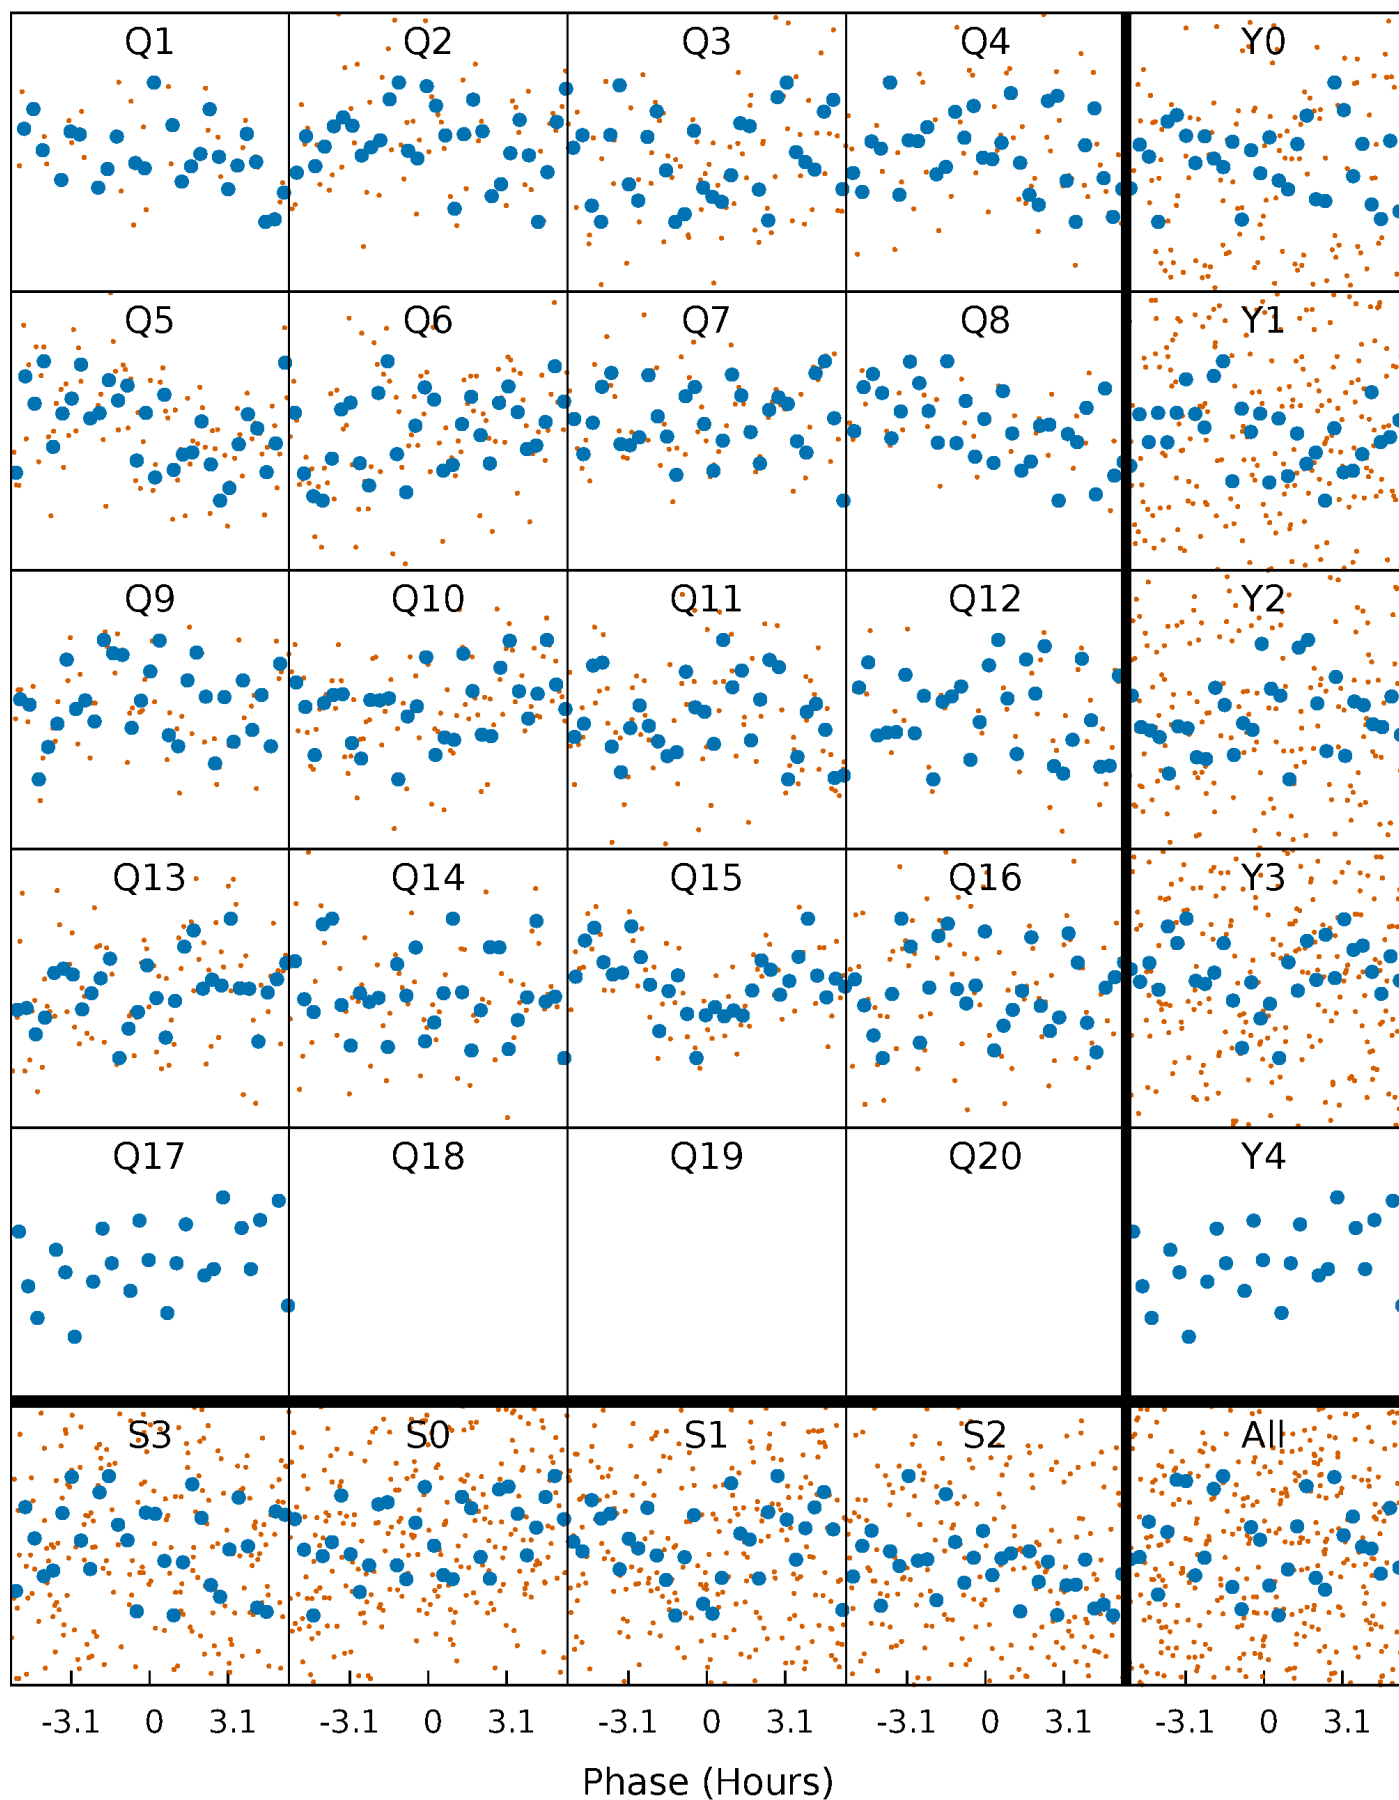 Q1 Q2 Q3 Q4 Y0
Q5 Q6 Q7 Q8 Y1
Q9 Q10 Q11 Q12 Y2
Q13 Q14 Q15 Q16 Y3
Q17 Q18 Q19 Q20 Y4
S3 S0 S1 S2 All
-3.1 0 3.1 -3.1 0 3.1 -3.1 0 3.1 -3.1 0 3.1 -3.1 0 3.1
Phase (Hours)